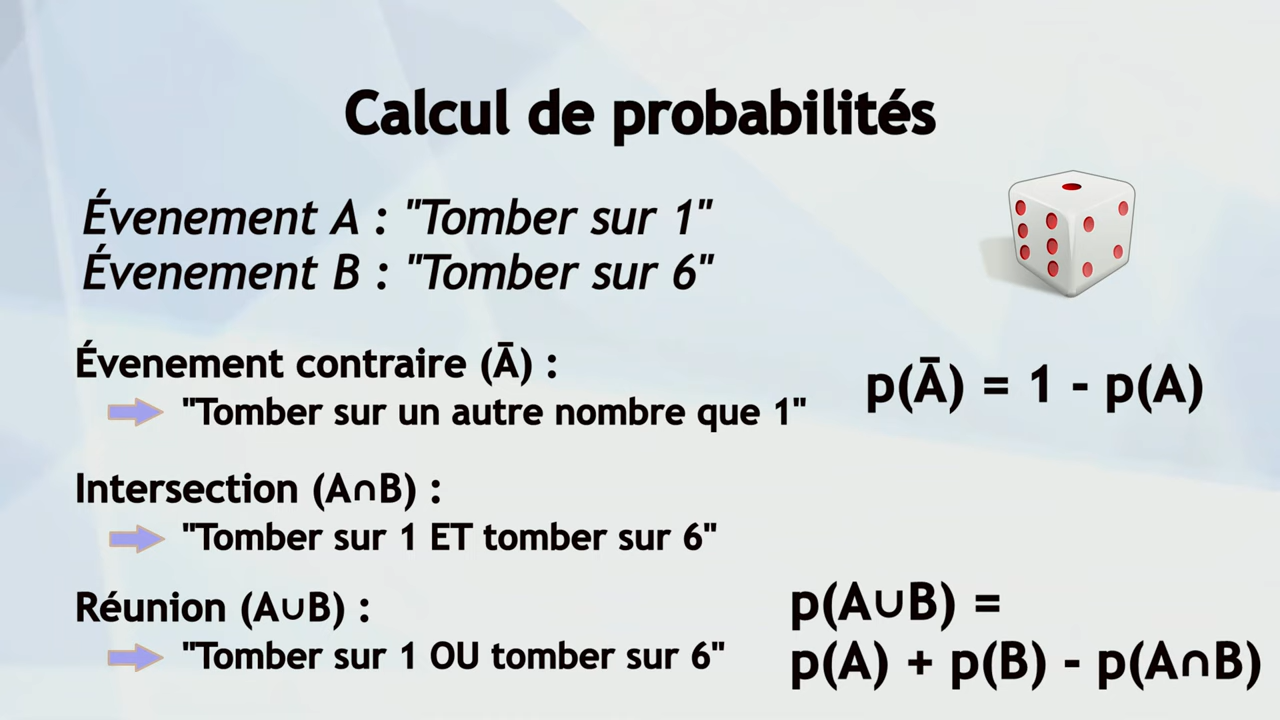 Calcul de probabilités
Évenement A : "Tomber sur 1"
Évenement B : "Tomber sur 6"
Évenement contraire (Ā) :
"Tomber sur un autre nombre que 1"
p(Ā) = 1 - p(A)
Intersection (A∩B) :
"Tomber sur 1 ET tomber sur 6"
Réunion (A∪B) :
"Tomber sur 1 OU tomber sur 6"
p(A∪B) =
p(A) + p(B) - p(A∩B)